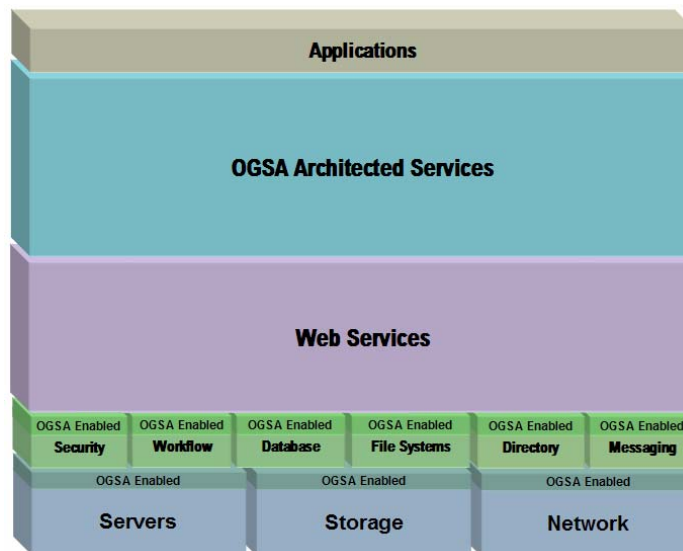 Applications
OGSA Architected Services
Web Services
OGSA Enabled OGSA Enabled OGSA Enabled OGSA Enabled OGSA Enabled OGSA Enabled
Security Workflow Database File Systems Directory Messaging
OGSA Enabled OGSA Enabled OGSA Enabled
Servers Storage Network